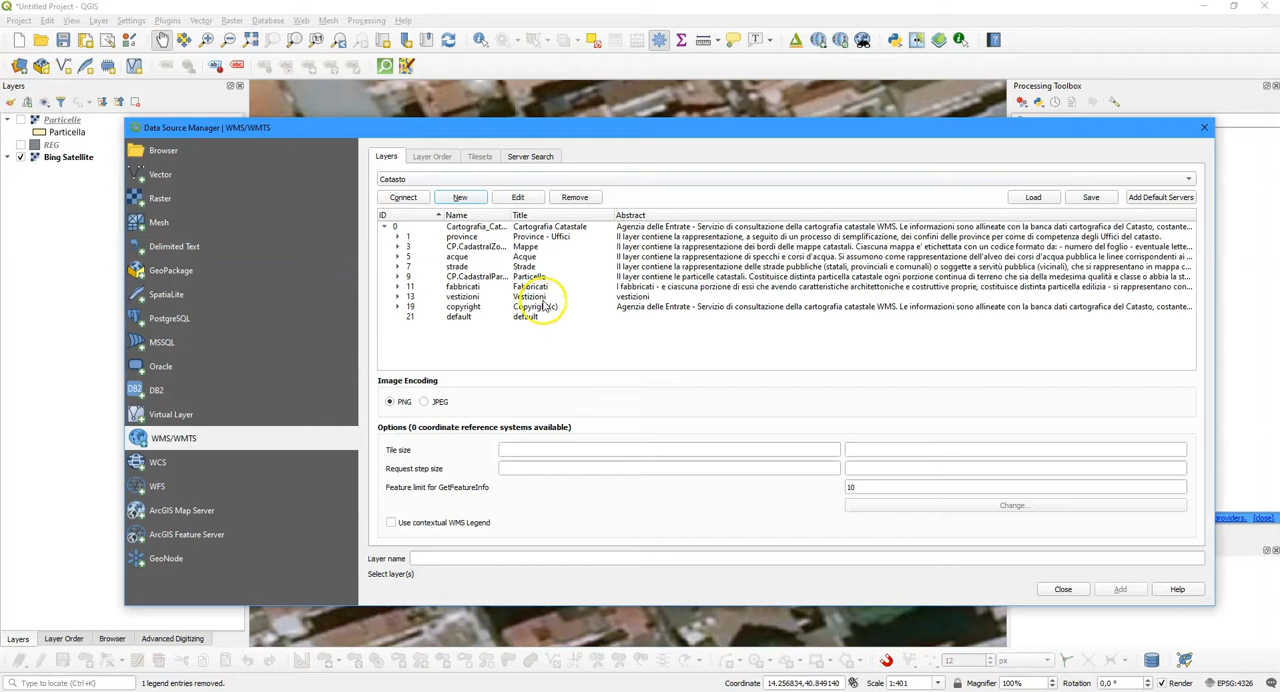 *Untitled Project - QGIS
Project Edit View Layer Settings Plugins Vector Raster Database Web Mesh Processing Help
Layers
Particelle
Particella
REG
Bing Satellite
Processing Toolbox
Data Source Manager | WMS/WMTS
Browser
Vector
Raster
Mesh
Delimited Text
GeoPackage
SpatiaLite
PostgreSQL
MSSQL
Oracle
DB2
Virtual Layer
WMS/WMTS
WCS
WFS
ArcGIS Map Server
ArcGIS Feature Server
GeoNode
Layers Layer Order Tilesets Server Search
Catasto
Connect New Edit Remove Load Save Add Default Servers
ID Name Title Abstract
0 Cartografia_Cat... Cartografia Catastale Agenzia delle Entrate - Servizio di consultazione della cartografia catastale WMS. Le informazioni sono allineate con la banca dati cartografica del Catasto, costante...
1 province Province - Uffici Il layer contiene la rappresentazione, a seguito di un processo di semplificazione, dei confini delle province per come di competenza degli Uffici del catasto.
3 CP.CadastralZo... Mappe Il layer contiene la rappresentazione dei bordi delle mappe catastali. Ciascuna mappa e' etichettata con un codice formato da: - numero del foglio - eventuale lette...
5 acque Acque Il layer contiene la rappresentazione di specchi e corsi d'acqua. Si assumono come rappresentazione dell'alveo dei corsi d'acqua pubblica le linee corrispondenti ai ...
7 strade Strade Il layer contiene la rappresentazione delle strade pubbliche (statali, provinciali e comunali) o soggette a servitù pubblica (vicinali), che si rappresentano in mappa c...
9 CP.CadastralPar... Particelle Il layer contiene le particelle catastali. Costituisce distinta particella catastale ogni porzione continua di terreno che sia della medesima qualità e classe o abbia la st...
11 fabbricati Fabbricati I fabbricati - e ciascuna porzione di essi che avendo caratteristiche architettoniche e costruttive proprie, costituisce distinta particella edilizia - si rappresentano con...
13 vestizioni Vestizioni vestizioni
19 copyright Copyright (c) Agenzia delle Entrate - Servizio di consultazione della cartografia catastale WMS. Le informazioni sono allineate con la banca dati cartografica del Catasto, costante...
21 default default
Image Encoding
PNG JPEG
Options (0 coordinate reference systems available)
Tile size
Request step size
Feature limit for GetFeatureInfo 10
Change...
Use contextual WMS Legend
Layer name
Select layer(s)
Close Add Help
providers. [close]
Layers Layer Order Browser Advanced Digitizing
12 px
Type to locate (Ctrl+K) 1 legend entries removed. Coordinate 14.256834,40.849140 Scale 1:401 Magnifier 100% Rotation 0,0 ° Render EPSG:4326